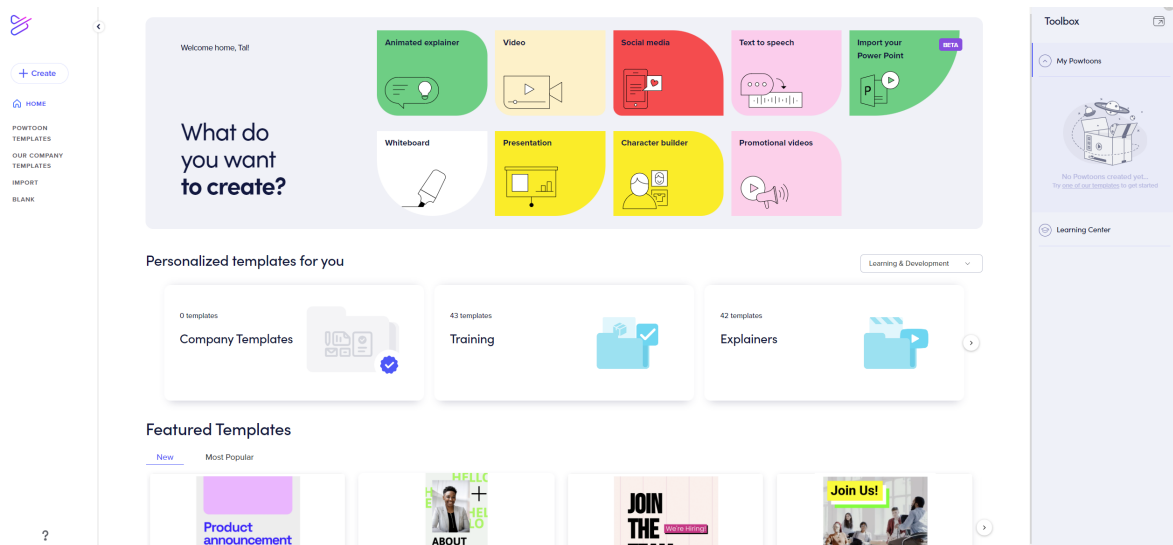 + Create
HOME
POWTOON
TEMPLATES
OUR COMPANY
TEMPLATES
IMPORT
BLANK
?
Welcome home, Tal!
What do
you want
to create?
Animated explainer
Video
Social media
Text to speech
Import your
Power Point
BETA
P
Whiteboard
Presentation
Character builder
Promotional videos
Personalized templates for you
Learning & Development
0 templates
Company Templates
43 templates
Training
42 templates
Explainers
Featured Templates
New
Most Popular
Product
announcement
HELLO
ABOUT
JOIN
THE
We're Hiring!
Join Us!
Toolbox
My Powtoons
No Powtoons created yet...
Try one of our templates to get started
Learning Center